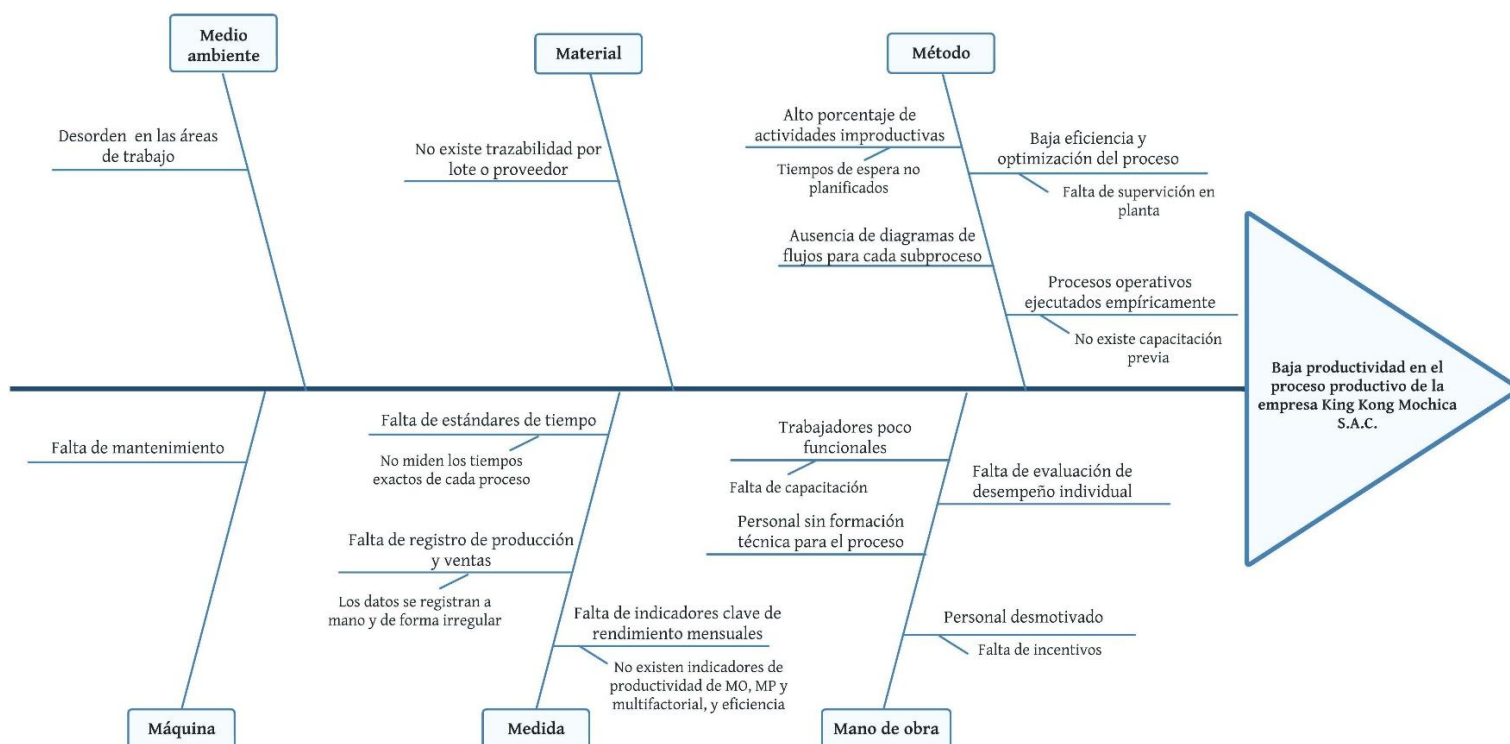 Medio
ambiente
Material
Método
Desorden en las áreas
de trabajo
No existe trazabilidad por
lote o proveedor
Alto porcentaje de
actividades improductivas
Tiempos de espera no
planificados
Baja eficiencia y
optimización del proceso
Falta de supervisión en
planta
Ausencia de diagramas de
flujos para cada subproceso
Procesos operativos
ejecutados empíricamente
No existe capacitación
previa
Baja productividad en el
proceso productivo de la
empresa King Kong Mochica
S.A.C.
Falta de mantenimiento
Falta de estándares de tiempo
No miden los tiempos
exactos de cada proceso
Falta de registro de producción
y ventas
Los datos se registran a
mano y de forma irregular
Falta de indicadores clave de
rendimiento mensuales
No existen indicadores de
productividad de MO, MP y
multifactorial, y eficiencia
Trabajadores poco
funcionales
Falta de capacitación
Falta de evaluación de
desempeño individual
Personal sin formación
técnica para el proceso
Personal desmotivado
Falta de incentivos
Máquina
Medida
Mano de obra